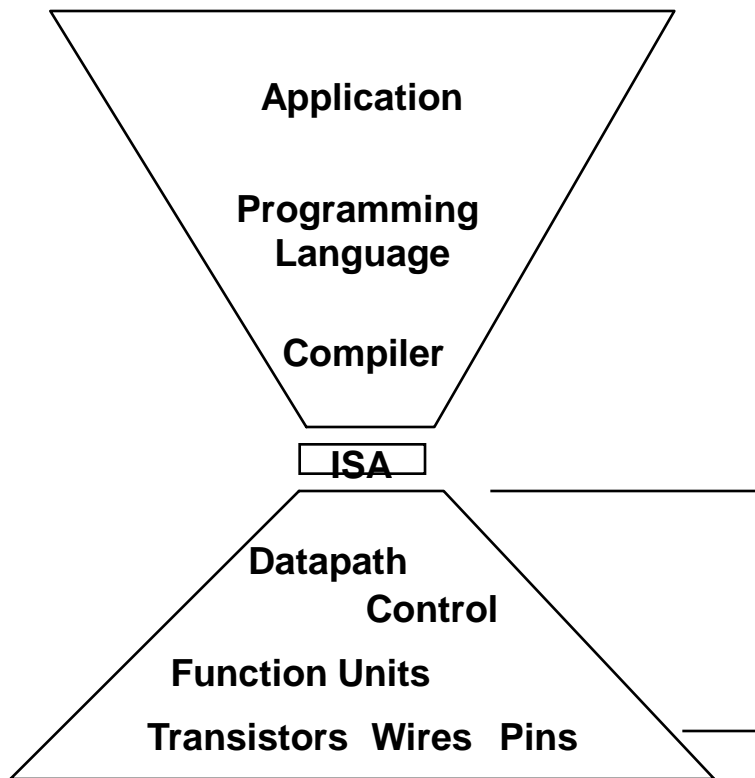 Application
Programming
Language
Compiler
ISA
Datapath
Control
Function Units
Transistors Wires Pins